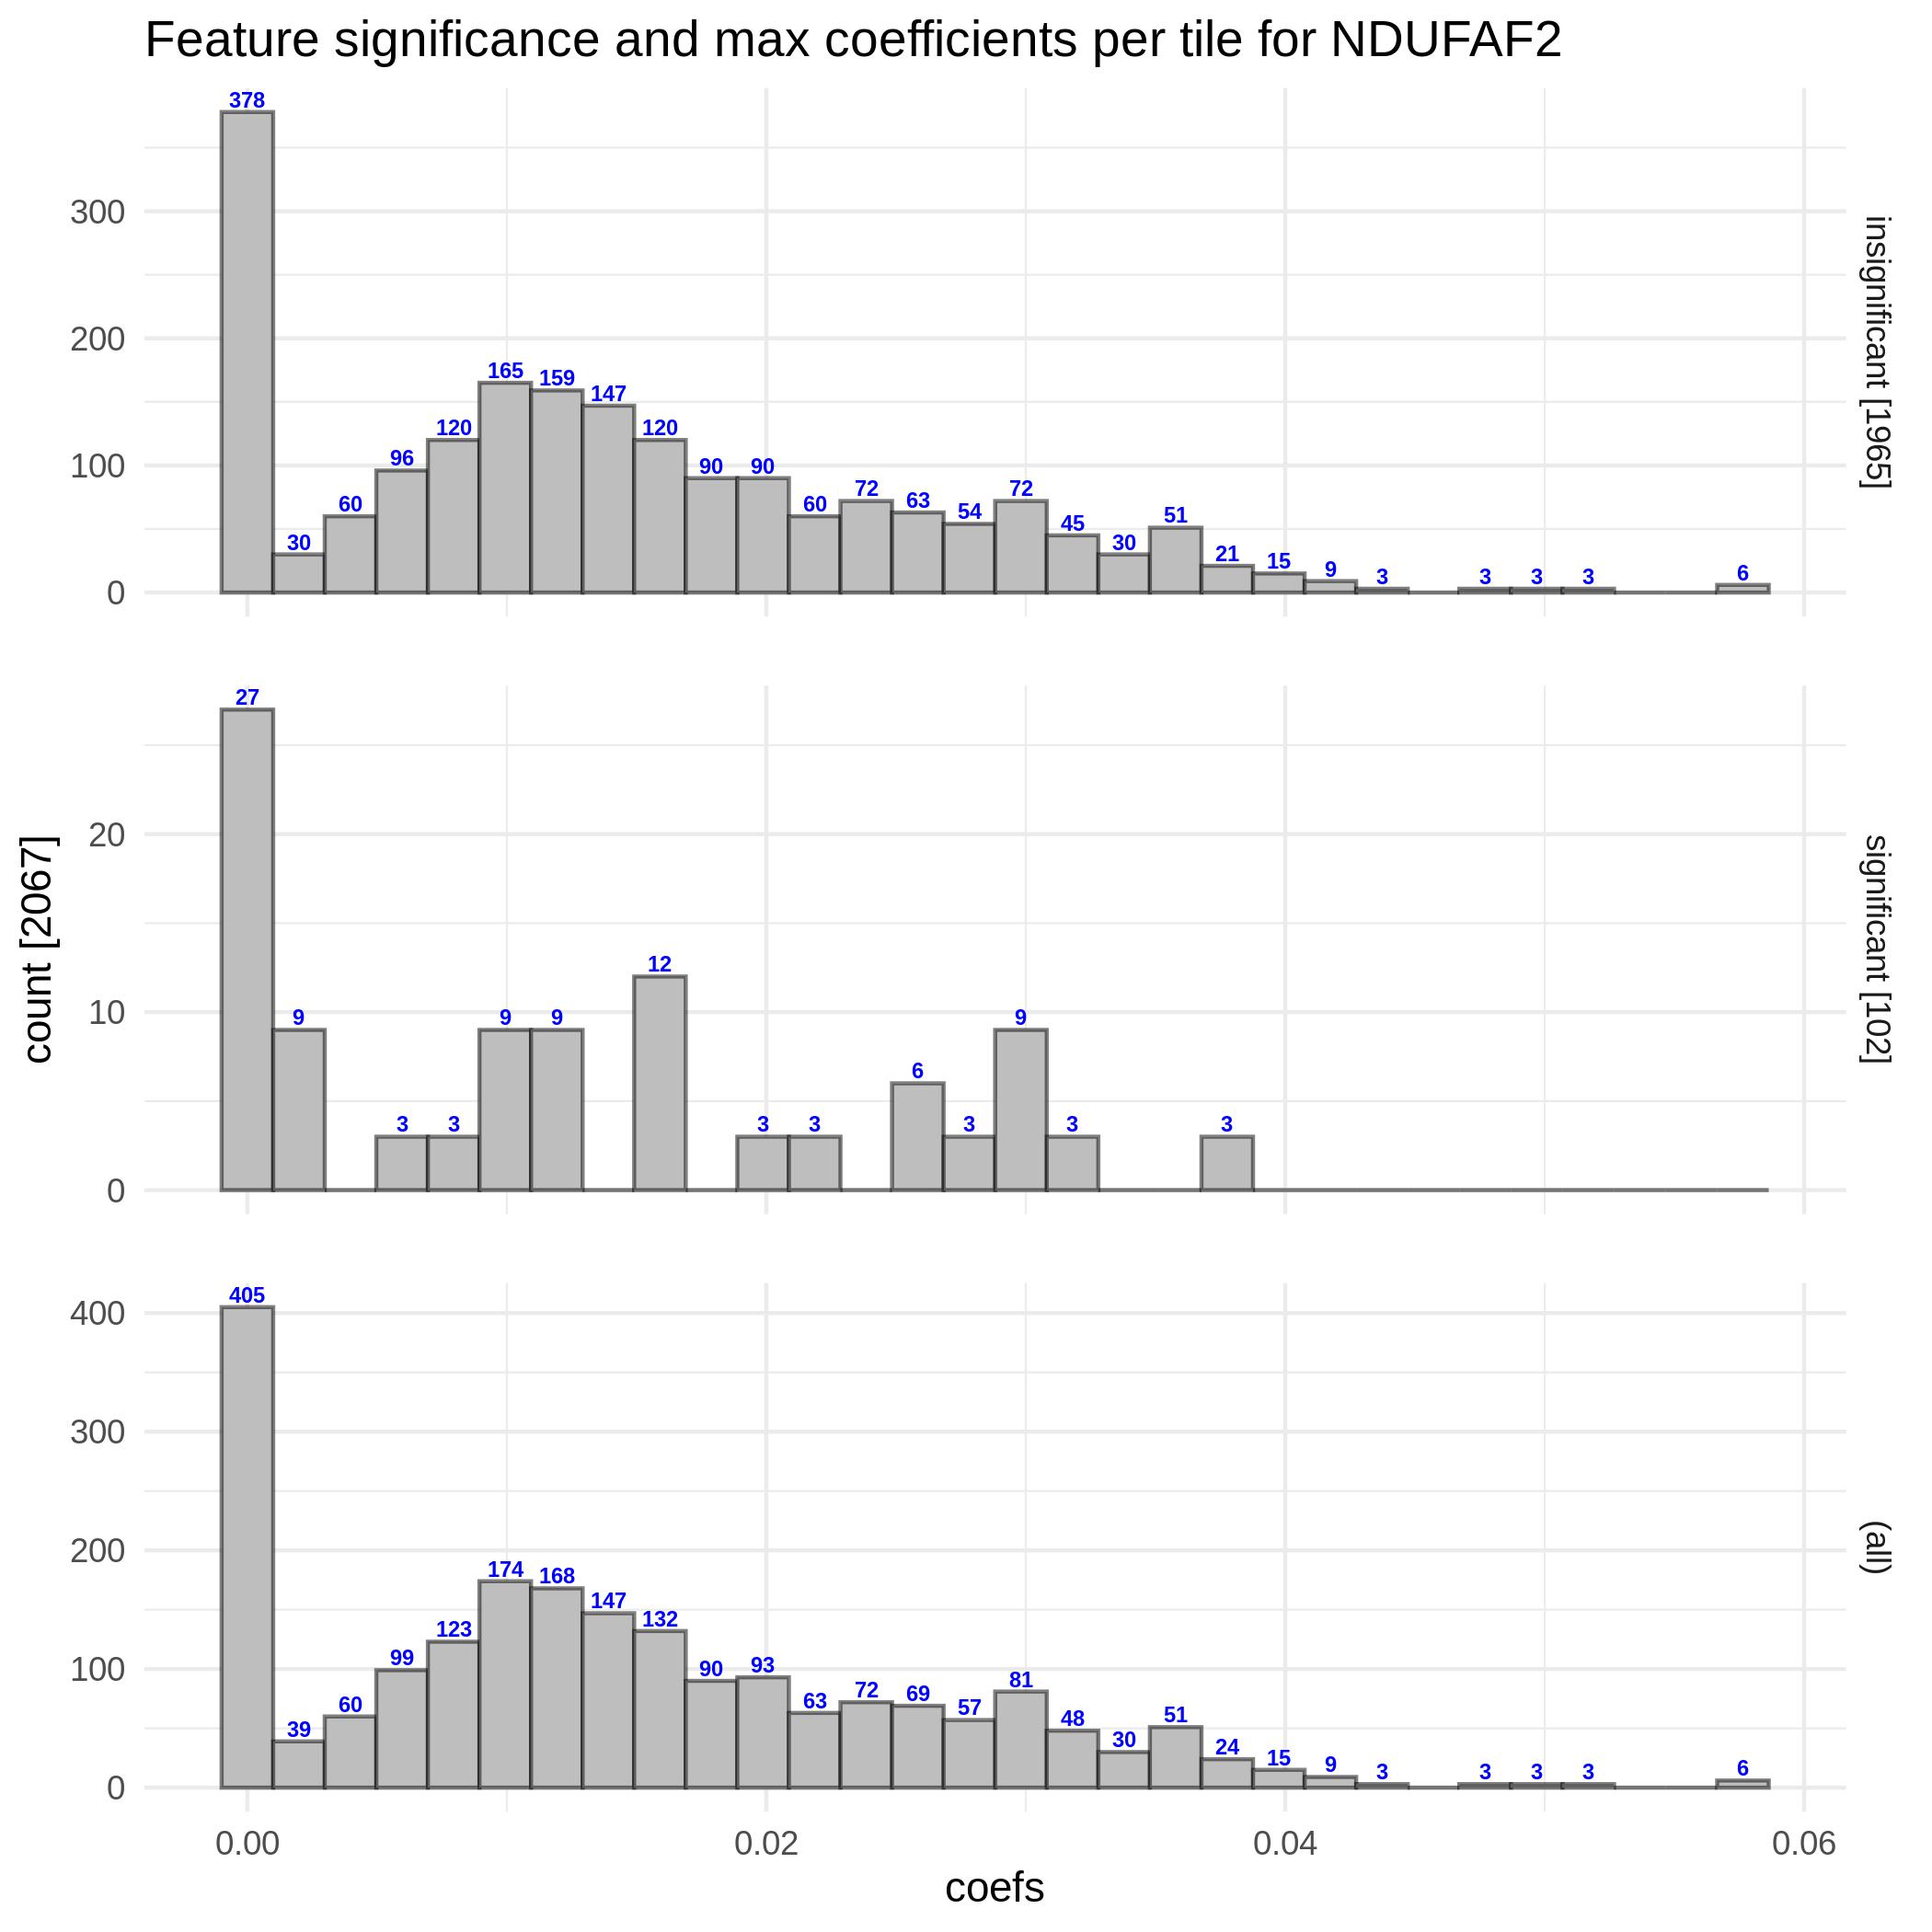 Feature significance and max coefficients per tile for NDUFAF2
378
30 60 96 120 165 159 147 120 90 90 60 72 63 54 72 45 30 51 21 15 9 3 3 3 3 6
300
200
100
0
insignificant [1965]
27
9 3 3 9 9 12 3 3 6 3 9 3 3
20
10
0
significant [102]
count [2067]
405
39 60 99 123 174 168 147 132 90 93 63 72 69 57 81 48 30 51 24 15 9 3 3 3 3 6
400
300
200
100
0
(all)
0.00 0.02 0.04 0.06
coefs